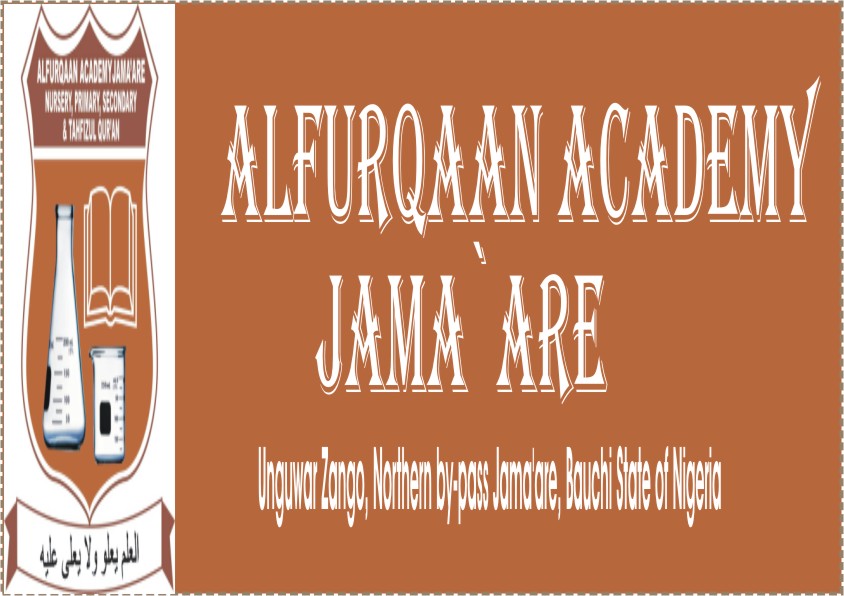 ALFURQAAN ACADEMY JAMA'ARE
NURSERY, PRIMARY, SECONDARY
& TAHFIZUL QUR'AN
العلم يعلو ولا يعلى عليه
ALFURQAAN ACADEMY
JAMA`ARE
Unguwar Zango, Northern by-pass Jama'are, Bauchi State of Nigeria